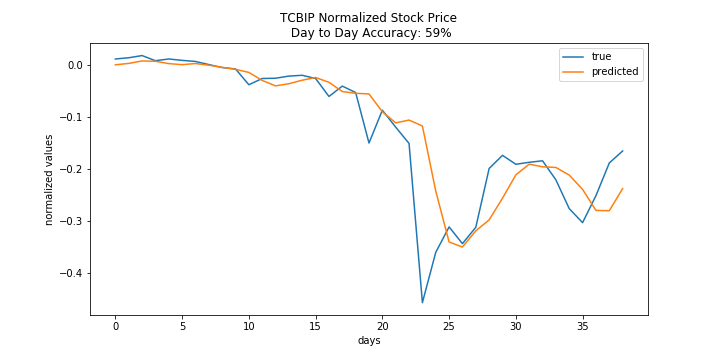 TCBIP Normalized Stock Price
Day to Day Accuracy: 59%
true
predicted
normalized values
0.0
−0.1
−0.2
−0.3
−0.4
0 5 10 15 20 25 30 35
days